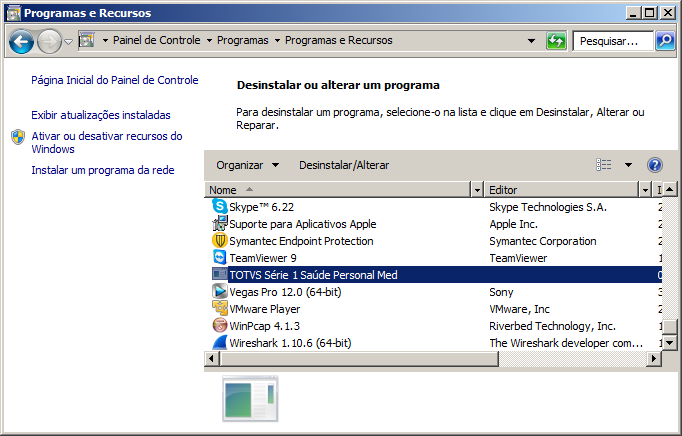 Programas e Recursos
Painel de Controle Programas Programas e Recursos Pesquisar...
Página Inicial do Painel de Controle
Exibir atualizações instaladas
Ativar ou desativar recursos do
Windows
Instalar um programa da rede
Desinstalar ou alterar um programa
Para desinstalar um programa, selecione-o na lista e clique em Desinstalar, Alterar ou
Reparar.
Organizar Desinstalar/Alterar
Nome Editor I
Skype™ 6.22 Skype Technologies S.A. 2
Suporte para Aplicativos Apple Apple Inc. 2
Symantec Endpoint Protection Symantec Corporation 2
TeamViewer 9 TeamViewer 1
TOTVS Série 1 Saúde Personal Med 0
Vegas Pro 12.0 (64-bit) Sony 3
VMware Player VMware, Inc 2
WinPcap 4.1.3 Riverbed Technology, Inc. 1
Wireshark 1.10.6 (64-bit) The Wireshark developer com... 1